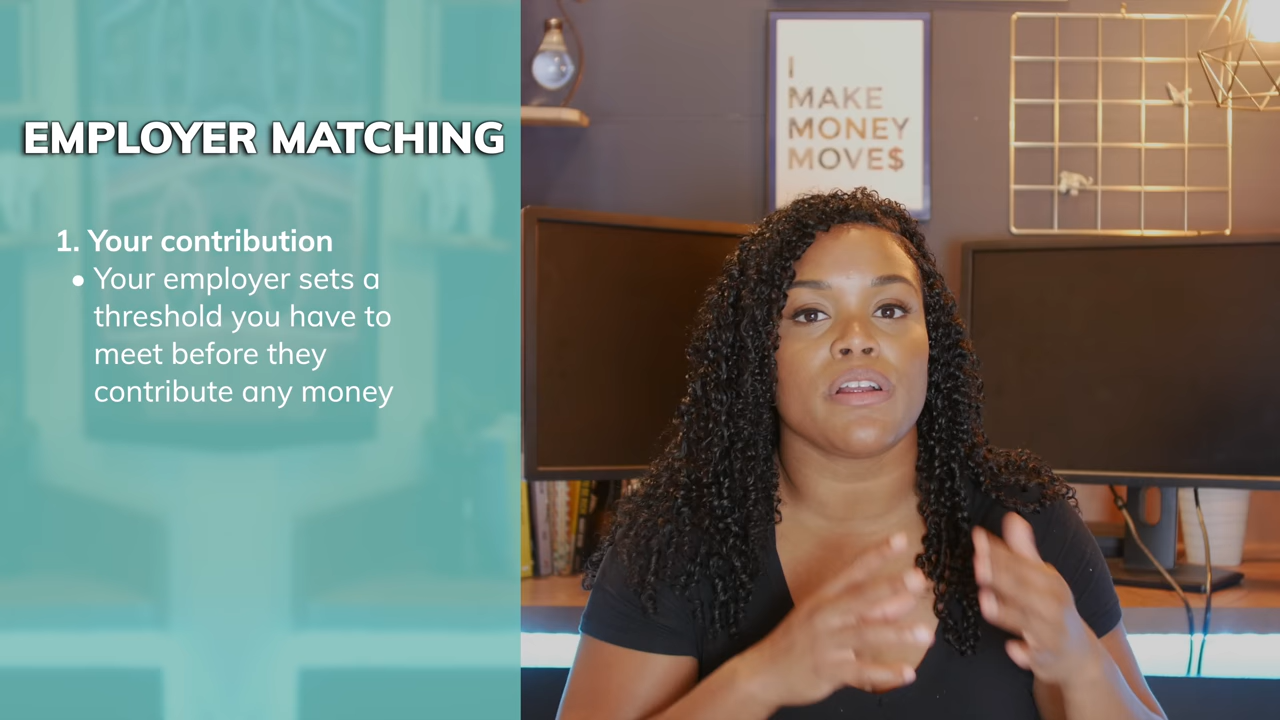 EMPLOYER MATCHING
1. Your contribution
• Your employer sets a
threshold you have to
meet before they
contribute any money
I
MAKE
MONEY
MOVE$